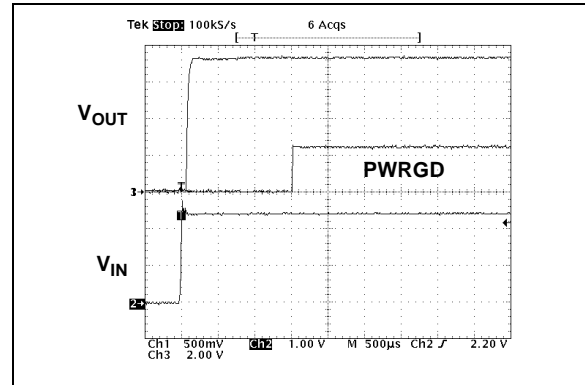 Tek Stop: 100kS/s 6 Acqs
[ T ]
VOUT
T
3→
PWRGD
T
VIN
2→
Ch1 500mV Ch2 1.00 V M 500µs Ch2 ʃ 2.20 V
Ch3 2.00 V